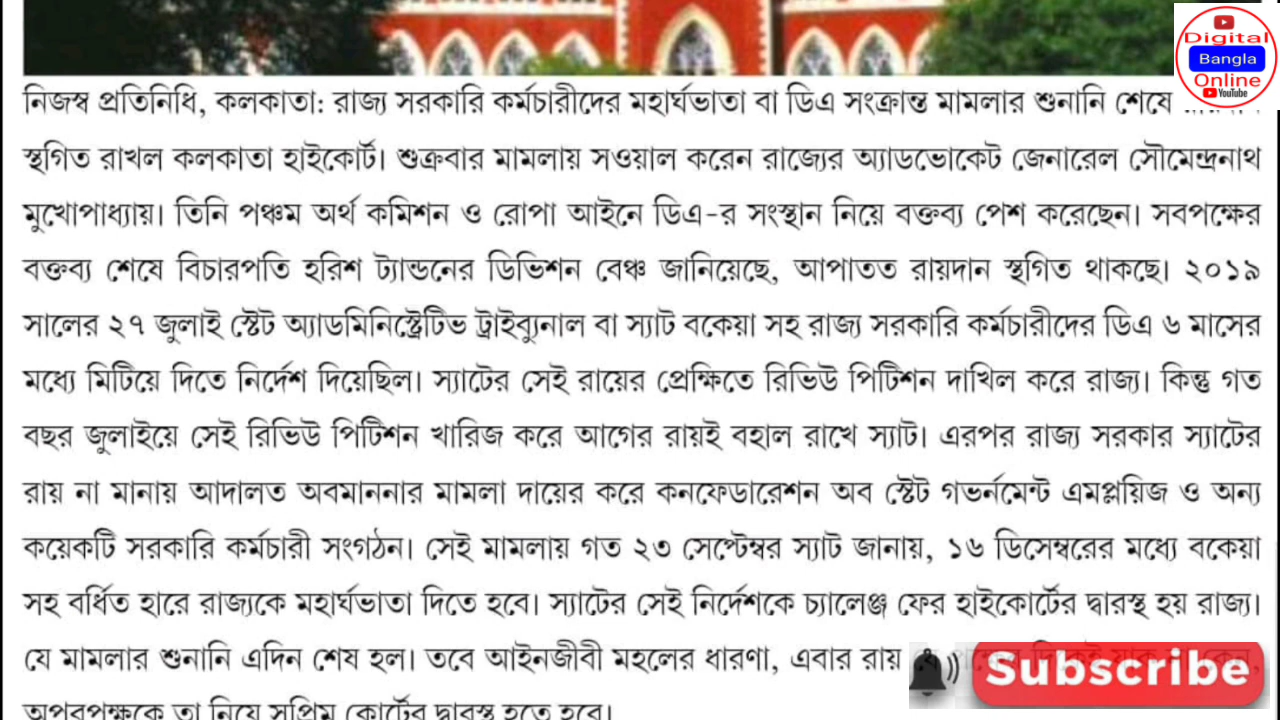 Digital
Bangla
Online
YouTube
নিজস্ব প্রতিনিধি, কলকাতা: রাজ্য সরকারি কর্মচারীদের মহার্ঘভাতা বা ডিএ সংক্রান্ত মামলার শুনানি শেষে
স্থগিত রাখল কলকাতা হাইকোর্ট। শুক্রবার মামলায় সওয়াল করেন রাজ্যের অ্যাডভোকেট জেনারেল সৌমেন্দ্রনাথ
মুখোপাধ্যায়। তিনি পঞ্চম অর্থ কমিশন ও রোপা আইনে ডিএ-র সংস্থান নিয়ে বক্তব্য পেশ করেছেন। সবপক্ষের
বক্তব্য শেষে বিচারপতি হরিশ ট্যান্ডনের ডিভিশন বেঞ্চ জানিয়েছে, আপাতত রায়দান স্থগিত থাকছে। ২০১৯
সালের ২৭ জুলাই স্টেট অ্যাডমিনিস্ট্রেটিভ ট্রাইব্যুনাল বা স্যাট বকেয়া সহ রাজ্য সরকারি কর্মচারীদের ডিএ ৬ মাসের
মধ্যে মিটিয়ে দিতে নির্দেশ দিয়েছিল। স্যাটের সেই রায়ের প্রেক্ষিতে রিভিউ পিটিশন দাখিল করে রাজ্য। কিন্তু গত
বছর জুলাইয়ে সেই রিভিউ পিটিশন খারিজ করে আগের রায়ই বহাল রাখে স্যাট। এরপর রাজ্য সরকার স্যাটের
রায় না মানায় আদালত অবমাননার মামলা দায়ের করে কনফেডারেশন অব স্টেট গভর্নমেন্ট এমপ্লয়িজ ও অন্য
কয়েকটি সরকারি কর্মচারী সংগঠন। সেই মামলায় গত ২৩ সেপ্টেম্বর স্যাট জানায়, ১৬ ডিসেম্বরের মধ্যে বকেয়া
সহ বর্ধিত হারে রাজ্যকে মহার্ঘভাতা দিতে হবে। স্যাটের সেই নির্দেশকে চ্যালেঞ্জ ফের হাইকোর্টের দ্বারস্থ হয় রাজ্য।
যে মামলার শুনানি এদিন শেষ হল। তবে আইনজীবী মহলের ধারণা, এবার রায়
Subscribe
অপরপক্ষকে তা নিয়ে সুপ্রিম কোর্টের দ্বারস্থ হতে হবে।